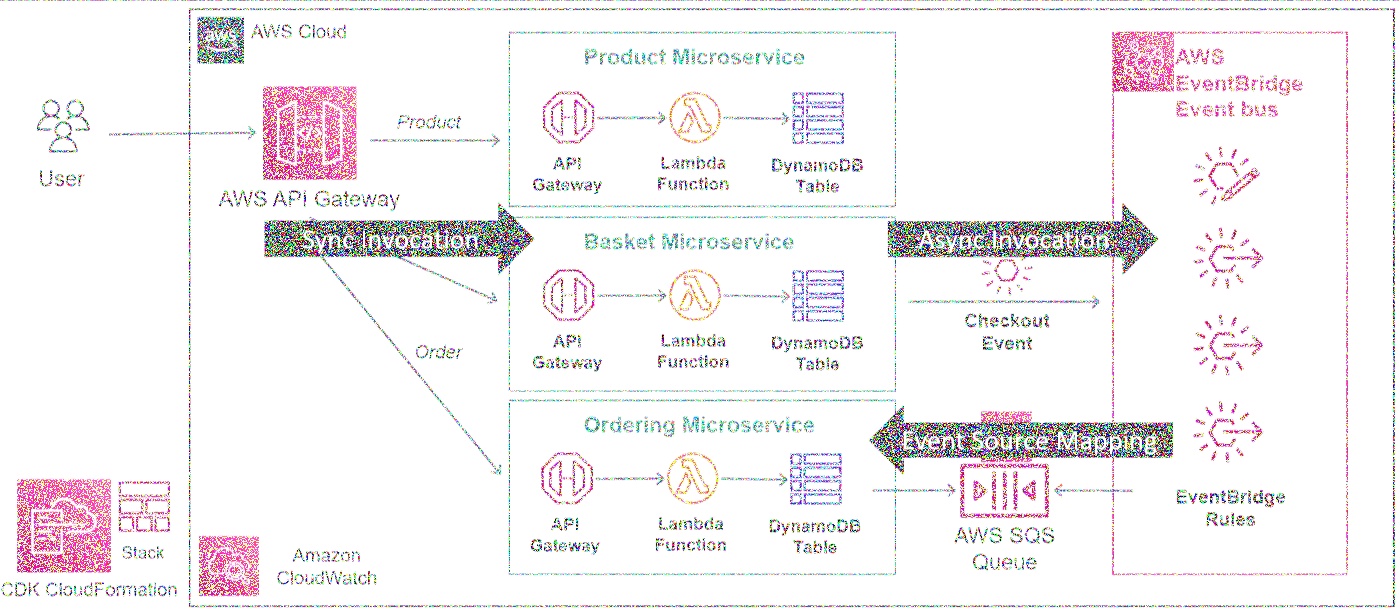 AWS Cloud
User
AWS API Gateway
Product
Sync Invocation
Order
Product Microservice
API
Gateway
Lambda
Function
DynamoDB
Table
Basket Microservice
API
Gateway
Lambda
Function
DynamoDB
Table
Ordering Microservice
API
Gateway
Lambda
Function
DynamoDB
Table
Async Invocation
Checkout
Event
Event Source Mapping
AWS SQS
Queue
AWS
EventBridge
Event bus
EventBridge
Rules
Stack
CDK CloudFormation
Amazon
CloudWatch